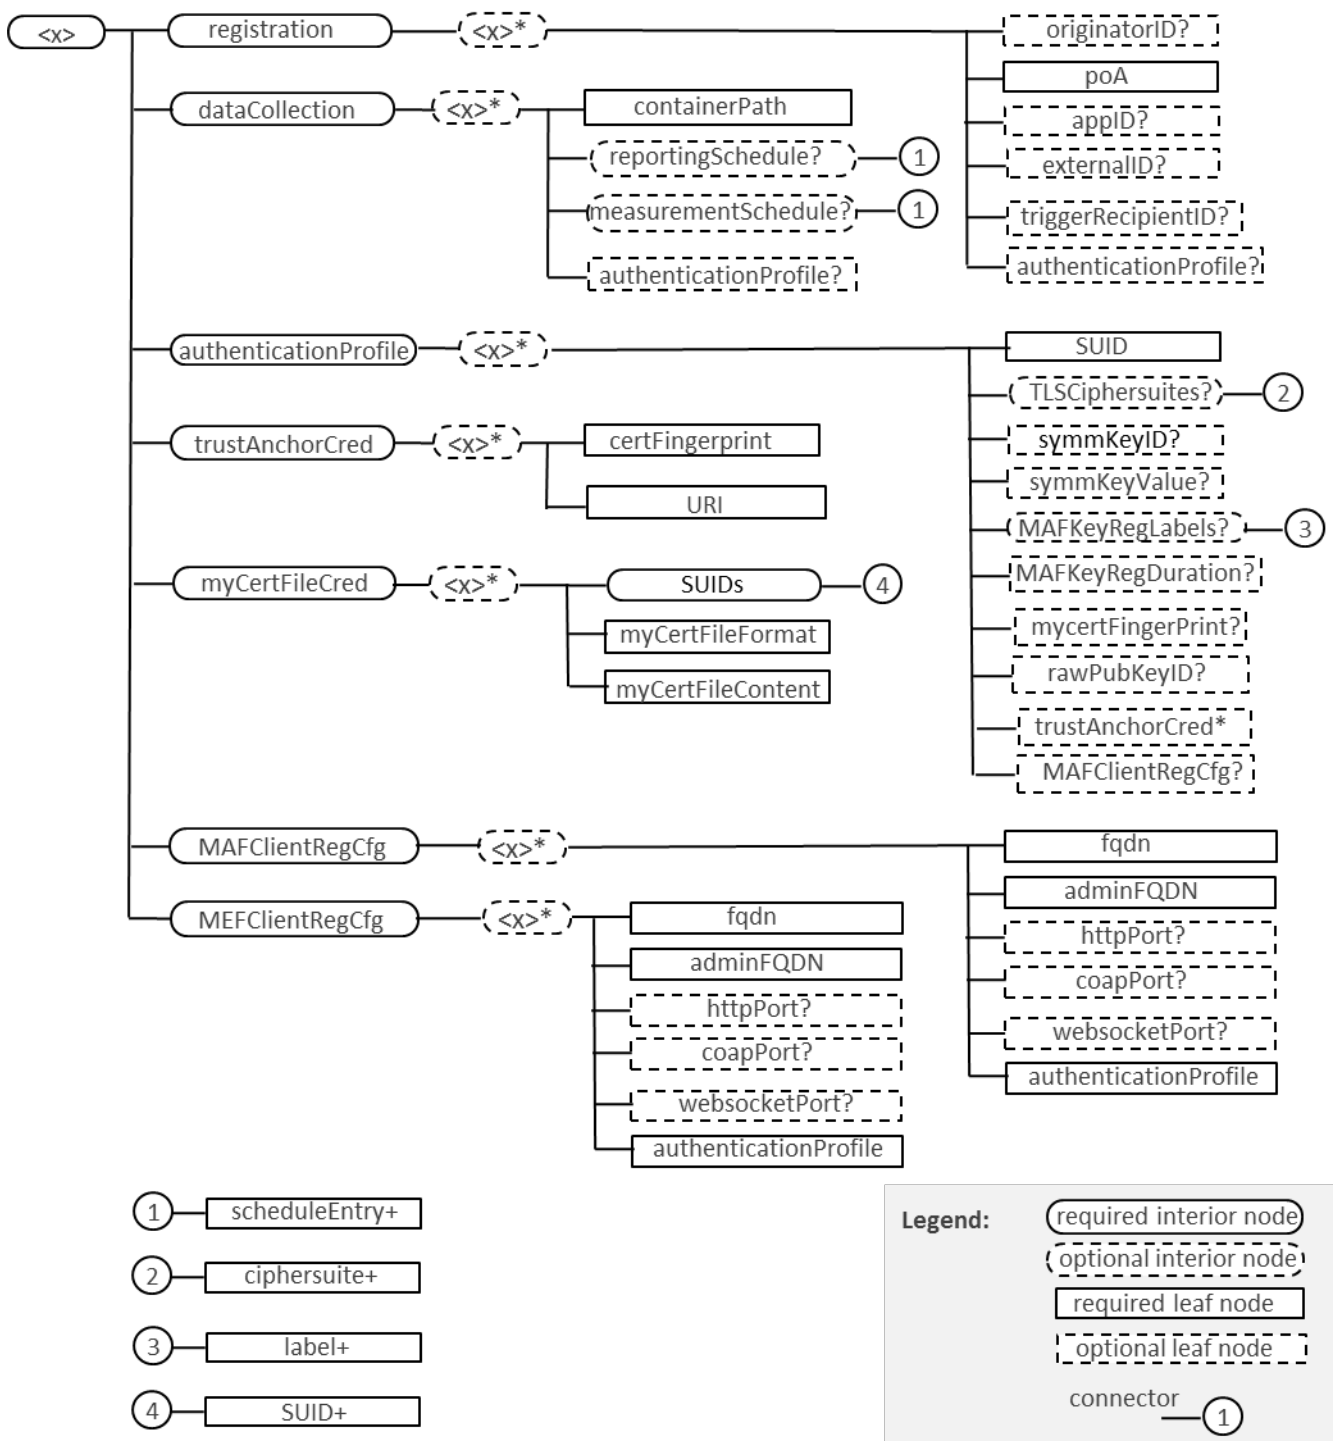 <x>
registration
<x>*
originatorID?
poA
appID?
externalID?
triggerRecipientID?
authenticationProfile?
dataCollection
<x>*
containerPath
reportingSchedule?
1
measurementSchedule?
1
authenticationProfile?
authenticationProfile
<x>*
SUID
TLSCiphersuites?
2
symmKeyID?
symmKeyValue?
MAFKeyRegLabels?
3
MAFKeyRegDuration?
mycertFingerPrint?
rawPubKeyID?
trustAnchorCred*
MAFClientRegCfg?
trustAnchorCred
<x>*
certFingerprint
URI
myCertFileCred
<x>*
SUIDs
4
myCertFileFormat
myCertFileContent
MAFClientRegCfg
<x>*
fqdn
adminFQDN
httpPort?
coapPort?
websocketPort?
authenticationProfile
MEFClientRegCfg
<x>*
fqdn
adminFQDN
httpPort?
coapPort?
websocketPort?
authenticationProfile
1
scheduleEntry+
2
ciphersuite+
3
label+
4
SUID+
Legend:
required interior node
optional interior node
required leaf node
optional leaf node
connector
1